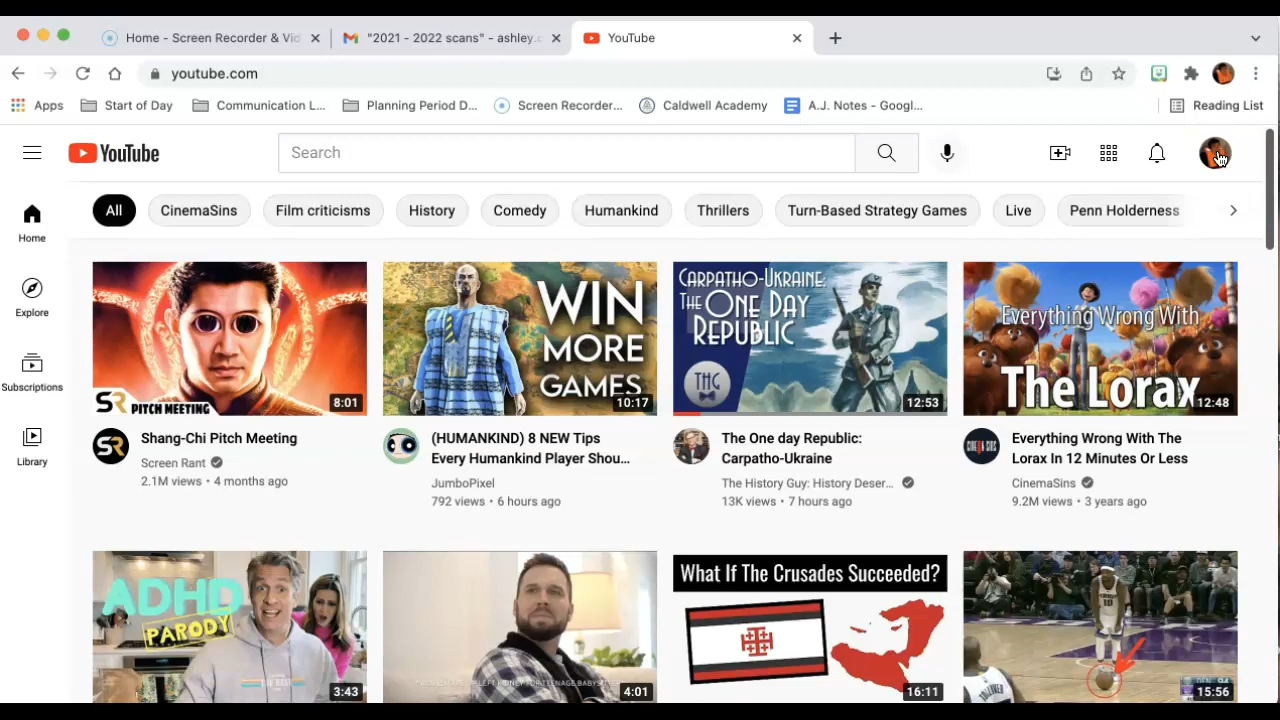 Home - Screen Recorder & Vid
"2021 - 2022 scans" - ashley.c
YouTube
youtube.com
Apps
Start of Day
Communication L...
Planning Period D...
Screen Recorder...
Caldwell Academy
A.J. Notes - Googl...
Reading List
YouTube
Search
All
CinemaSins
Film criticisms
History
Comedy
Humankind
Thrillers
Turn-Based Strategy Games
Live
Penn Holderness
Home
Explore
Subscriptions
Library
SR PITCH MEETING
8:01
WIN
MORE
GAMES
10:17
CARPATHO-UKRAINE:
THE ONE DAY
REPUBLIC
THG
12:53
Everything Wrong With
The Lorax
12:48
SR
Shang-Chi Pitch Meeting
Screen Rant
2.1M views • 4 months ago
(HUMANKIND) 8 NEW Tips
Every Humankind Player Shou...
JumboPixel
792 views • 6 hours ago
The One day Republic:
Carpatho-Ukraine
The History Guy: History Deser...
13K views • 7 hours ago
Everything Wrong With The
Lorax In 12 Minutes Or Less
CinemaSins
9.2M views • 3 years ago
ADHD
PARODY
3:43
4:01
What If The Crusades Succeeded?
16:11
10
15:56